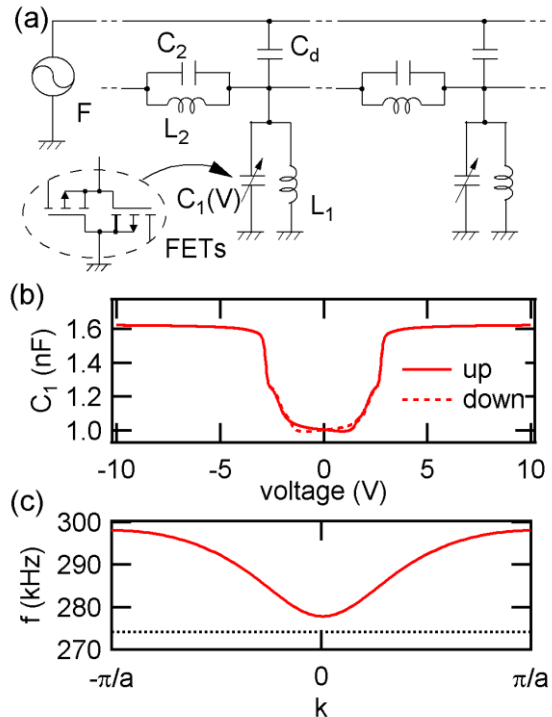 (a)
C2
Cd
F
L2
C1(V)
L1
FETs
(b)
C1 (nF)
1.6
1.4
1.2
1.0
up
down
-10
-5
0
5
10
voltage (V)
(c)
f (kHz)
300
290
280
270
-π/a
0
π/a
k